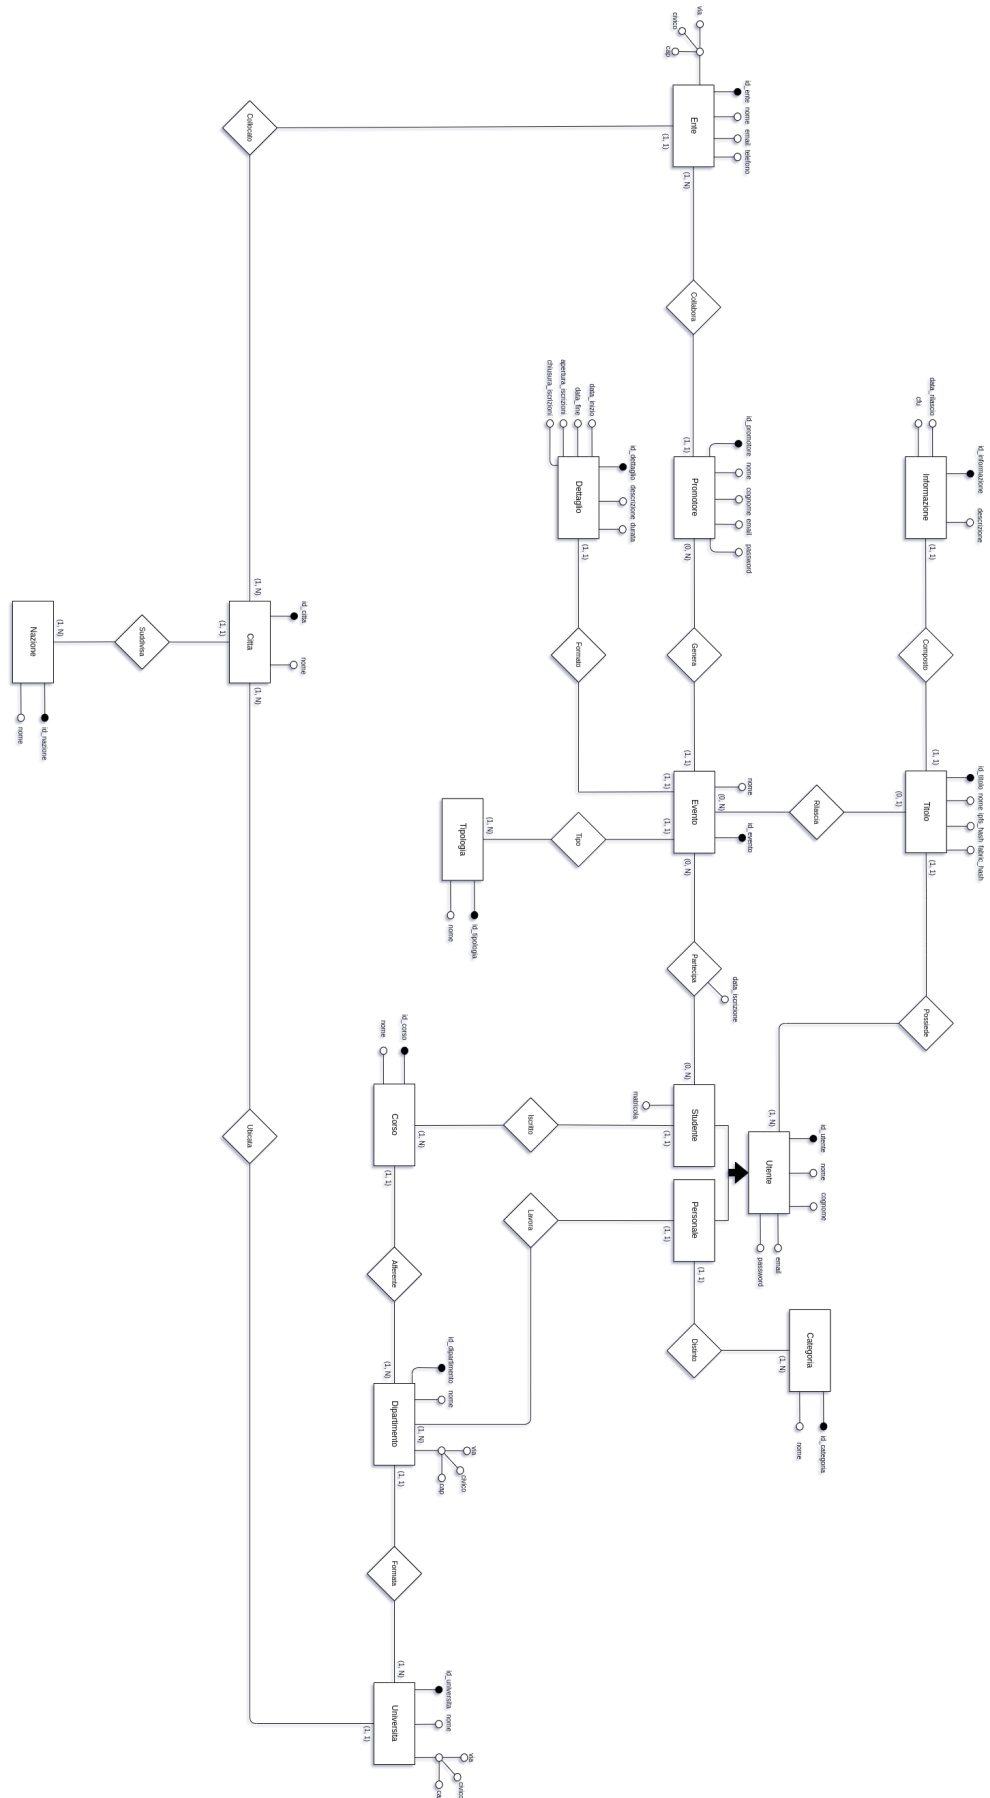 id_informazione
descrizione
data_rilascio
cfu
Informazione
(1, 1)
Composto
(1, 1)
id_titolo
nome
ipfs_hash
fabric_hash
Titolo
(0, 1)
(1, 1)
Possiede
Rilascia
id_utente
nome
cognome
(1, N)
Utente
email
password
Categoria
id_categoria
nome
(1, N)
via
civico
cap
id_ente
nome
email
telefono
Ente
(1, 1)
(1, N)
Collabora
id_promotore
nome
cognome
email
password
(1, 1)
Promotore
(0, N)
Genera
(1, 1)
nome
id_evento
(0, N)
Evento
(1, 1)
(1, 1)
(0, N)
data_iscrizione
Partecipa
(0, N)
Studente
(1, 1)
matricola
Personale
(1, 1)
(1, 1)
Distinto
id_dettaglio
descrizione
durata
data_inizio
data_fine
apertura_iscrizioni
chiusura_iscrizioni
Dettaglio
(1, 1)
Formato
Tipo
Iscritto
Lavora
(1, N)
Tipologia
id_tipologia
nome
id_corso
nome
(1, N)
Corso
(1, 1)
Afferente
id_dipartimento
nome
via
civico
cap
(1, N)
(1, N)
Dipartimento
(1, 1)
Formata
id_universita
nome
via
civico
ca
(1, N)
Universita
(1, 1)
Collocato
id_citta
nome
(1, N)
Citta
(1, N)
(1, 1)
Ubicata
Suddivisa
(1, N)
Nazione
id_nazione
nome